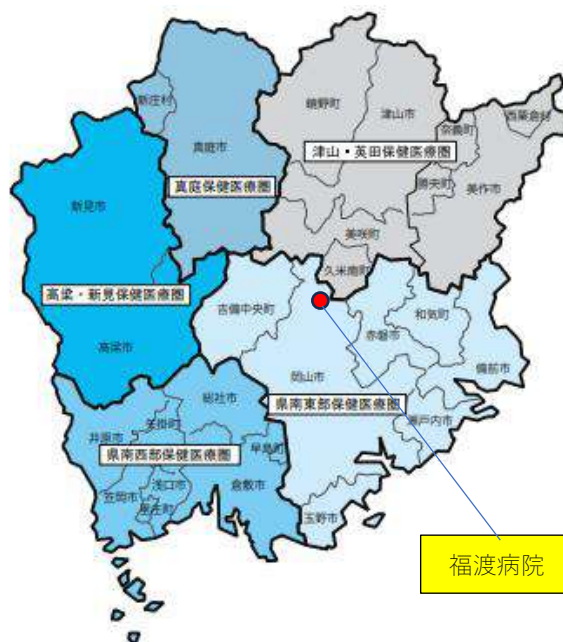 新庄村
真庭市
真庭保健医療圏
鏡野町
津山市
奈義町
西粟倉村
津山・英田保健医療圏
勝央町
美作市
美咲町
久米南町
新見市
高梁・新見保健医療圏
高梁市
吉備中央町
和気町
赤磐市
備前市
岡山市
県南東部保健医療圏
瀬戸内市
玉野市
総社市
矢掛町
井原市
県南西部保健医療圏
早島町
浅口市
笠岡市
里庄町
倉敷市
福渡病院